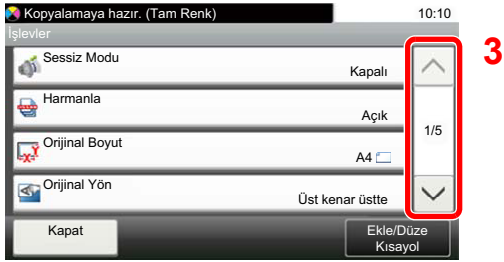 Kopyalamaya hazır. (Tam Renk) 10:10
İşlevler
Sessiz Modu
Kapalı
Harmanla
Açık
Orijinal Boyut
A4
Orijinal Yön
Üst kenar üstte
1/5
3
Kapat
Ekle/Düze
Kısayol